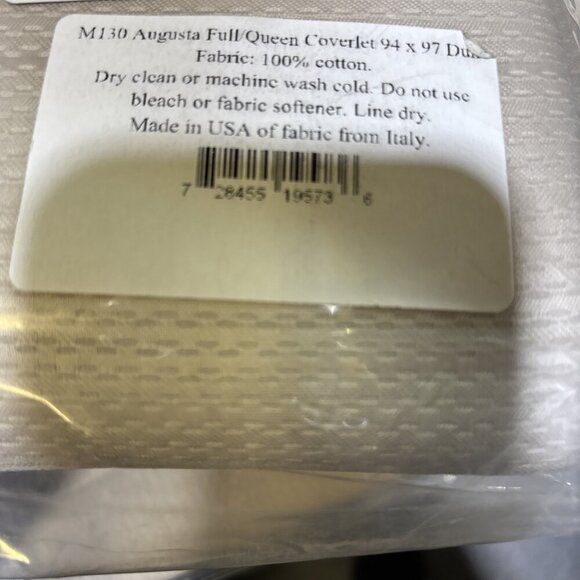 M130 Augusta Full/Queen Coverlet 94 x 97
Fabric: 100% cotton.
Dry clean or machine wash cold. Do not use
bleach or fabric softener. Line dry.
Made in USA of fabric from Italy.
7 28455 19573 6